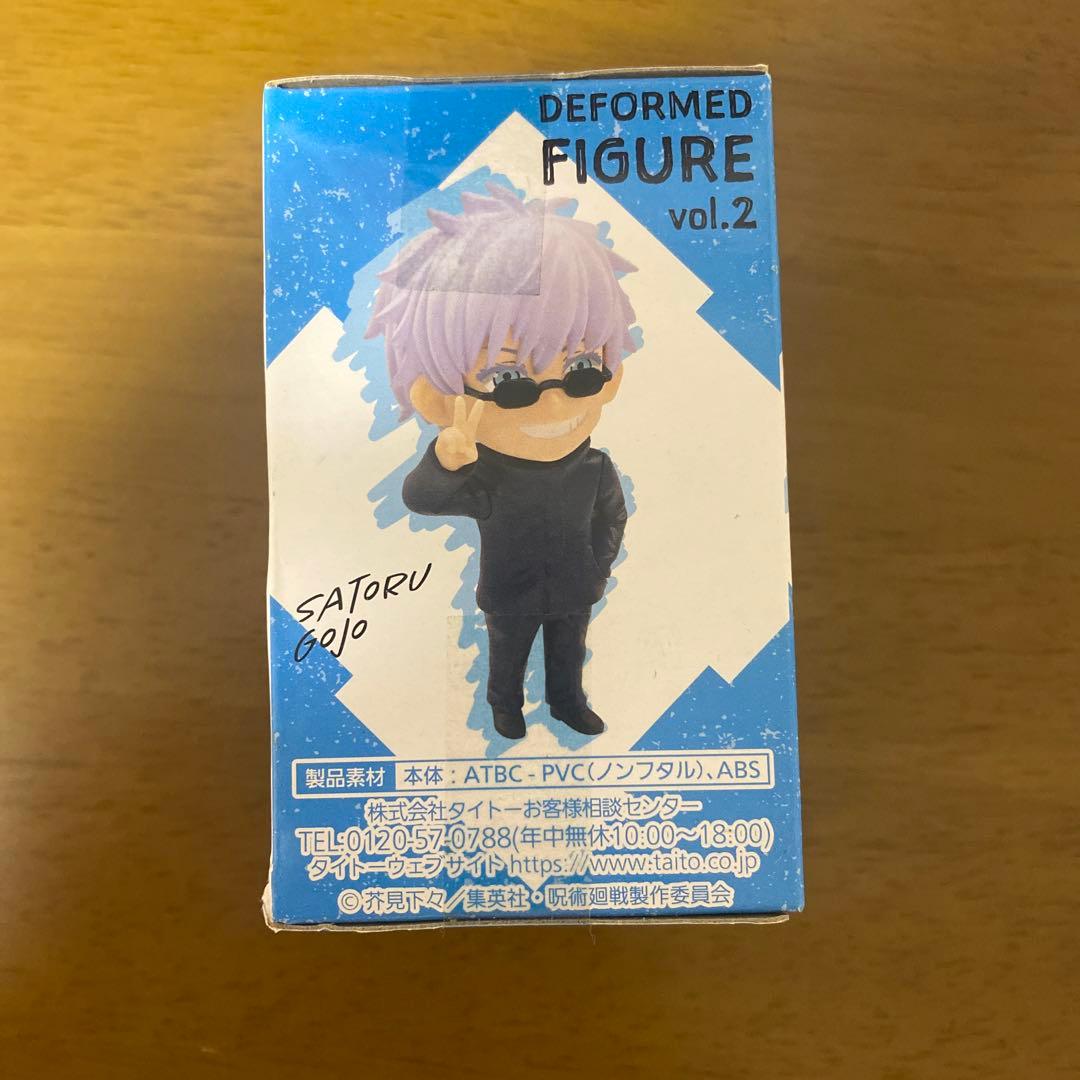 DEFORMED
FIGURE
vol.2
SATORU
GOJO
製品素材 本体：ATBC-PVC(ノンフタル)、ABS
株式会社タイトーお客様相談センター
TEL:0120-57-0788(年中無休10:00〜18:00)
タイトーウェブサイト https://www.taito.co.jp
©芥見下々／集英社・呪術廻戦製作委員会